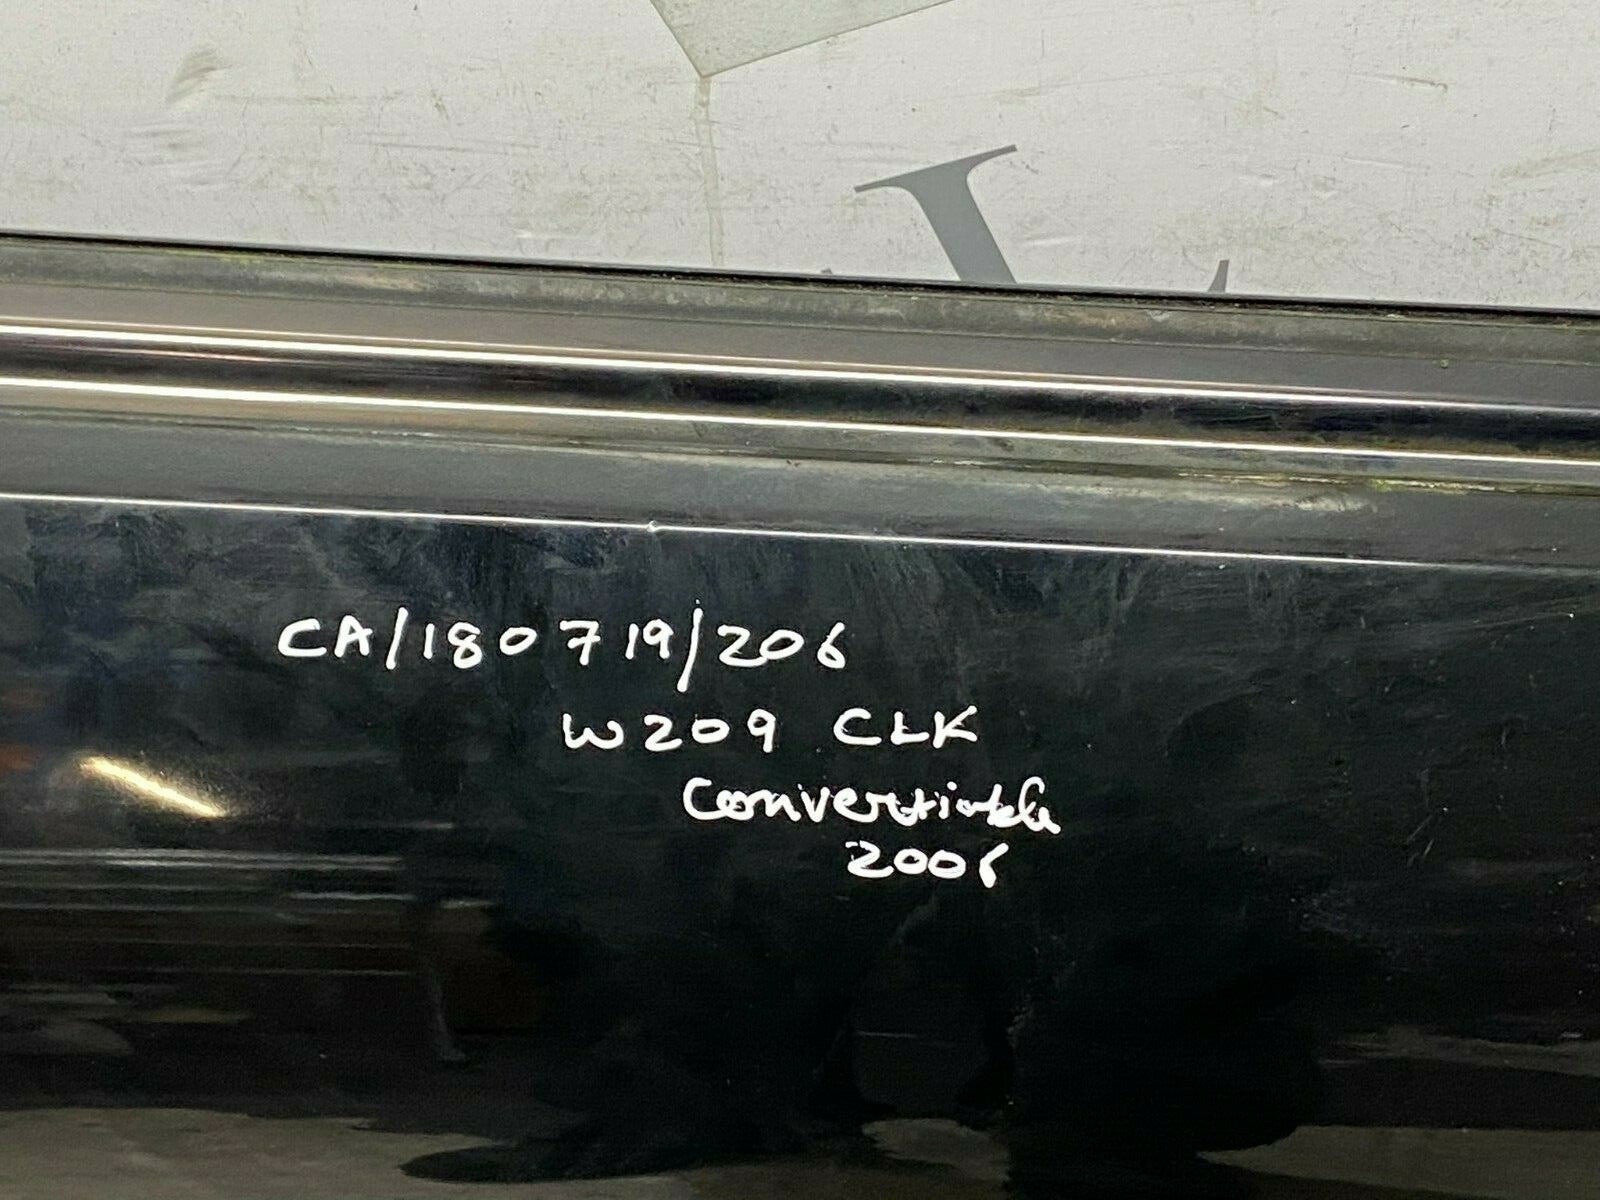 CA/180719/206
W209 CLK
Convertible
2006